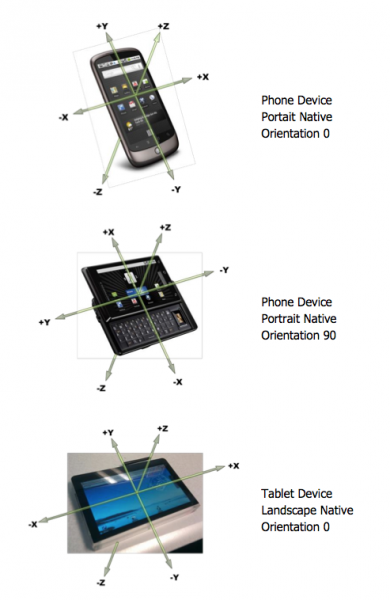 +Y
+Z
+X
-X
-Z
-Y
Phone Device
Portait Native
Orientation 0
+X
+Z
-Y
+Y
-Z
-X
Phone Device
Portrait Native
Orientation 90
+Y
+Z
+X
-X
-Z
-Y
Tablet Device
Landscape Native
Orientation 0